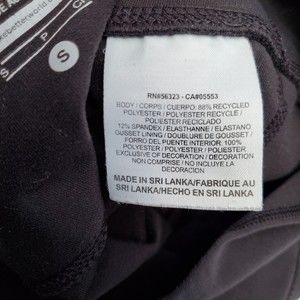 S
P
S
RN#56323 - CA#05553
BODY / CORPS / CUERPO: 88% RECYCLED
POLYESTER / POLYESTER RECYCLÉ /
POLIÉSTER RECICLADO
12% SPANDEX / ÉLASTHANNE / ELASTANO
GUSSET LINING / DOUBLURE DE GOUSSET /
FORRO DEL PUENTE INTERIOR: 100%
POLYESTER / POLYESTER / POLIÉSTER
EXCLUSIVE OF DECORATION / DÉCORATION
NON COMPRISE / NO INCLUYE LA
DECORACIÓN
MADE IN SRI LANKA/FABRIQUÉ AU
SRI LANKA/HECHO EN SRI LANKA